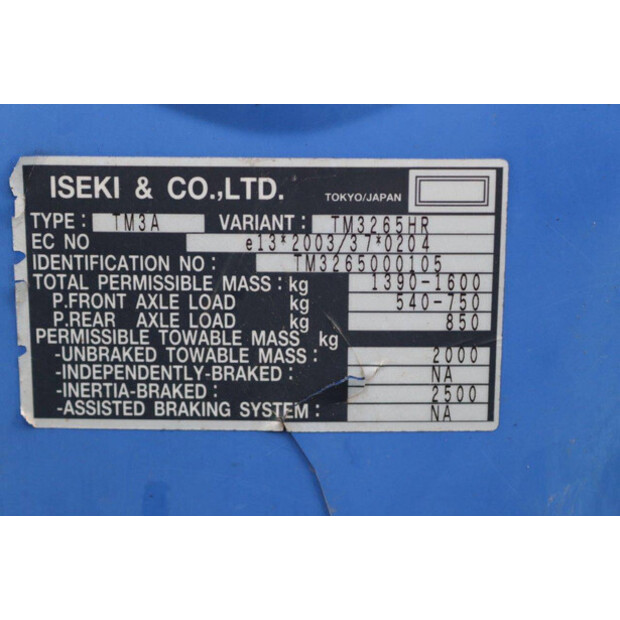 ISEKI & CO.,LTD. TOKYO/JAPAN
TYPE : TM3A VARIANT: TM3265HR
EC NO e13*2003/37*0204
IDENTIFICATION NO : TM3265000105
TOTAL PERMISSIBLE MASS: kg 1390-1600
P.FRONT AXLE LOAD kg 540-750
P.REAR AXLE LOAD kg 850
PERMISSIBLE TOWABLE MASS kg
-UNBRAKED TOWABLE MASS : 2000
-INDEPENDENTLY-BRAKED : NA
-INERTIA-BRAKED : 2500
-ASSISTED BRAKING SYSTEM : NA